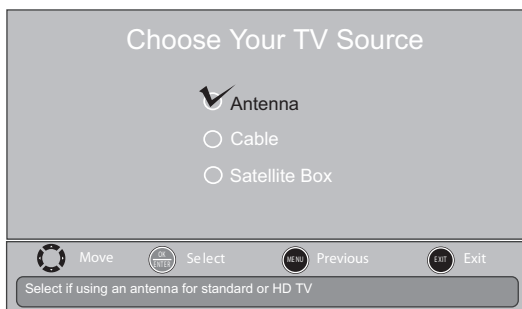 Choose Your TV Source
Antenna
Cable
Satellite Box
Move OK ENTER Select MENU Previous EXIT Exit
Select if using an antenna for standard or HD TV